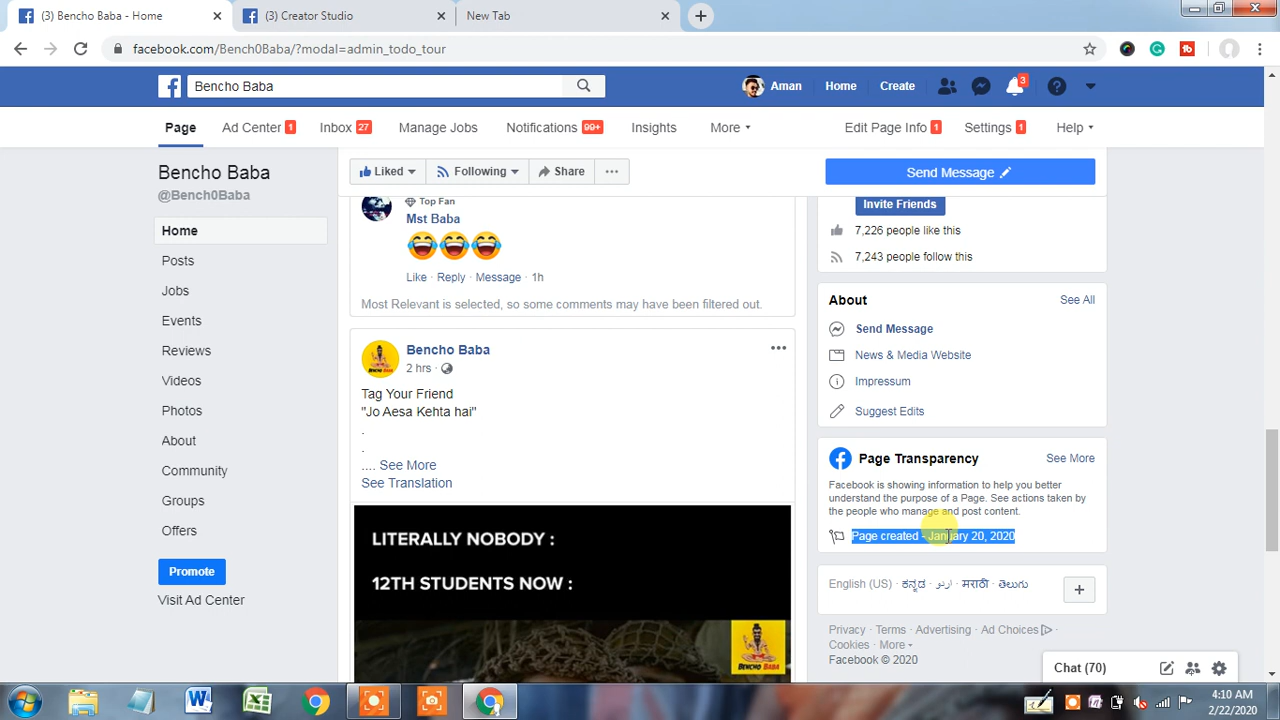 (3) Bencho Baba - Home
(3) Creator Studio
New Tab
facebook.com/Bench0Baba/?modal=admin_todo_tour
Bencho Baba
Aman
Home
Create
3
Page
Ad Center 1
Inbox 27
Manage Jobs
Notifications 99+
Insights
More
Edit Page Info 1
Settings 1
Help
Bencho Baba
@Bench0Baba
Liked
Following
Share
Send Message
Home
Posts
Jobs
Events
Reviews
Videos
Photos
About
Community
Groups
Offers
Promote
Visit Ad Center
Top Fan
Mst Baba
😂😂😂
Like · Reply · Message · 1h
Most Relevant is selected, so some comments may have been filtered out.
Bencho Baba
2 hrs ·
Tag Your Friend
"Jo Aesa Kehta hai"
.
.
.... See More
See Translation
LITERALLY NOBODY :
12TH STUDENTS NOW :
BENCHO BABA
Invite Friends
7,226 people like this
7,243 people follow this
About
See All
Send Message
News & Media Website
Impressum
Suggest Edits
Page Transparency
See More
Facebook is showing information to help you better
understand the purpose of a Page. See actions taken by
the people who manage and post content.
Page created - January 20, 2020
English (US) · ಕನ್ನಡ · اردو · मराठी · తెలుగు
Privacy · Terms · Advertising · Ad Choices ·
Cookies · More
Facebook © 2020
Chat (70)
4:10 AM
2/22/2020